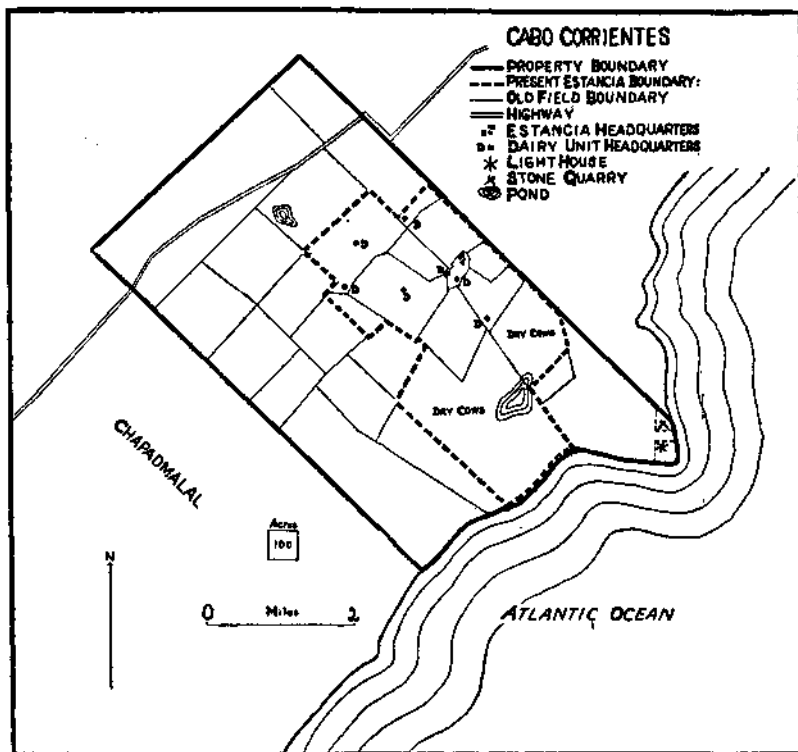 CABO CORRIENTES
PROPERTY BOUNDARY
PRESENT ESTANCIA BOUNDARY:
OLD FIELD BOUNDARY
HIGHWAY
ESTANCIA HEADQUARTERS
D DAIRY UNIT HEADQUARTERS
LIGHT HOUSE
STONE QUARRY
POND
D
D
D
D
D
D
D
DRY COWS
DRY COWS
CHAPADMALAL
Acres
100
N
0 Miles 2
ATLANTIC OCEAN